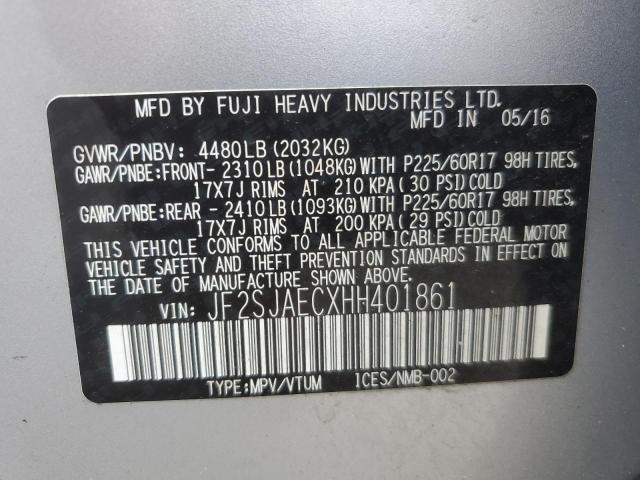 MFD BY FUJI HEAVY INDUSTRIES LTD.
MFD IN 05/16
GVWR/PNBV: 4480LB(2032KG)
GAWR/PNBE:FRONT- 2310LB(1048KG)WITH P225/60R17 98H TIRES,
17X7J RIMS AT 210 KPA( 30 PSI)COLD
GAWR/PNBE:REAR - 2410LB(1093KG)WITH P225/60R17 98H TIRES,
17X7J RIMS AT 200 KPA( 29 PSI)COLD
THIS VEHICLE CONFORMS TO ALL APPLICABLE FEDERAL MOTOR
VEHICLE SAFETY AND THEFT PREVENTION STANDARDS IN EFFECT ON
THE DATE OF MANUFACTURE SHOWN ABOVE.
VIN: JF2SJAECXHH401861
TYPE:MPV/VTUM ICES/NMB-002